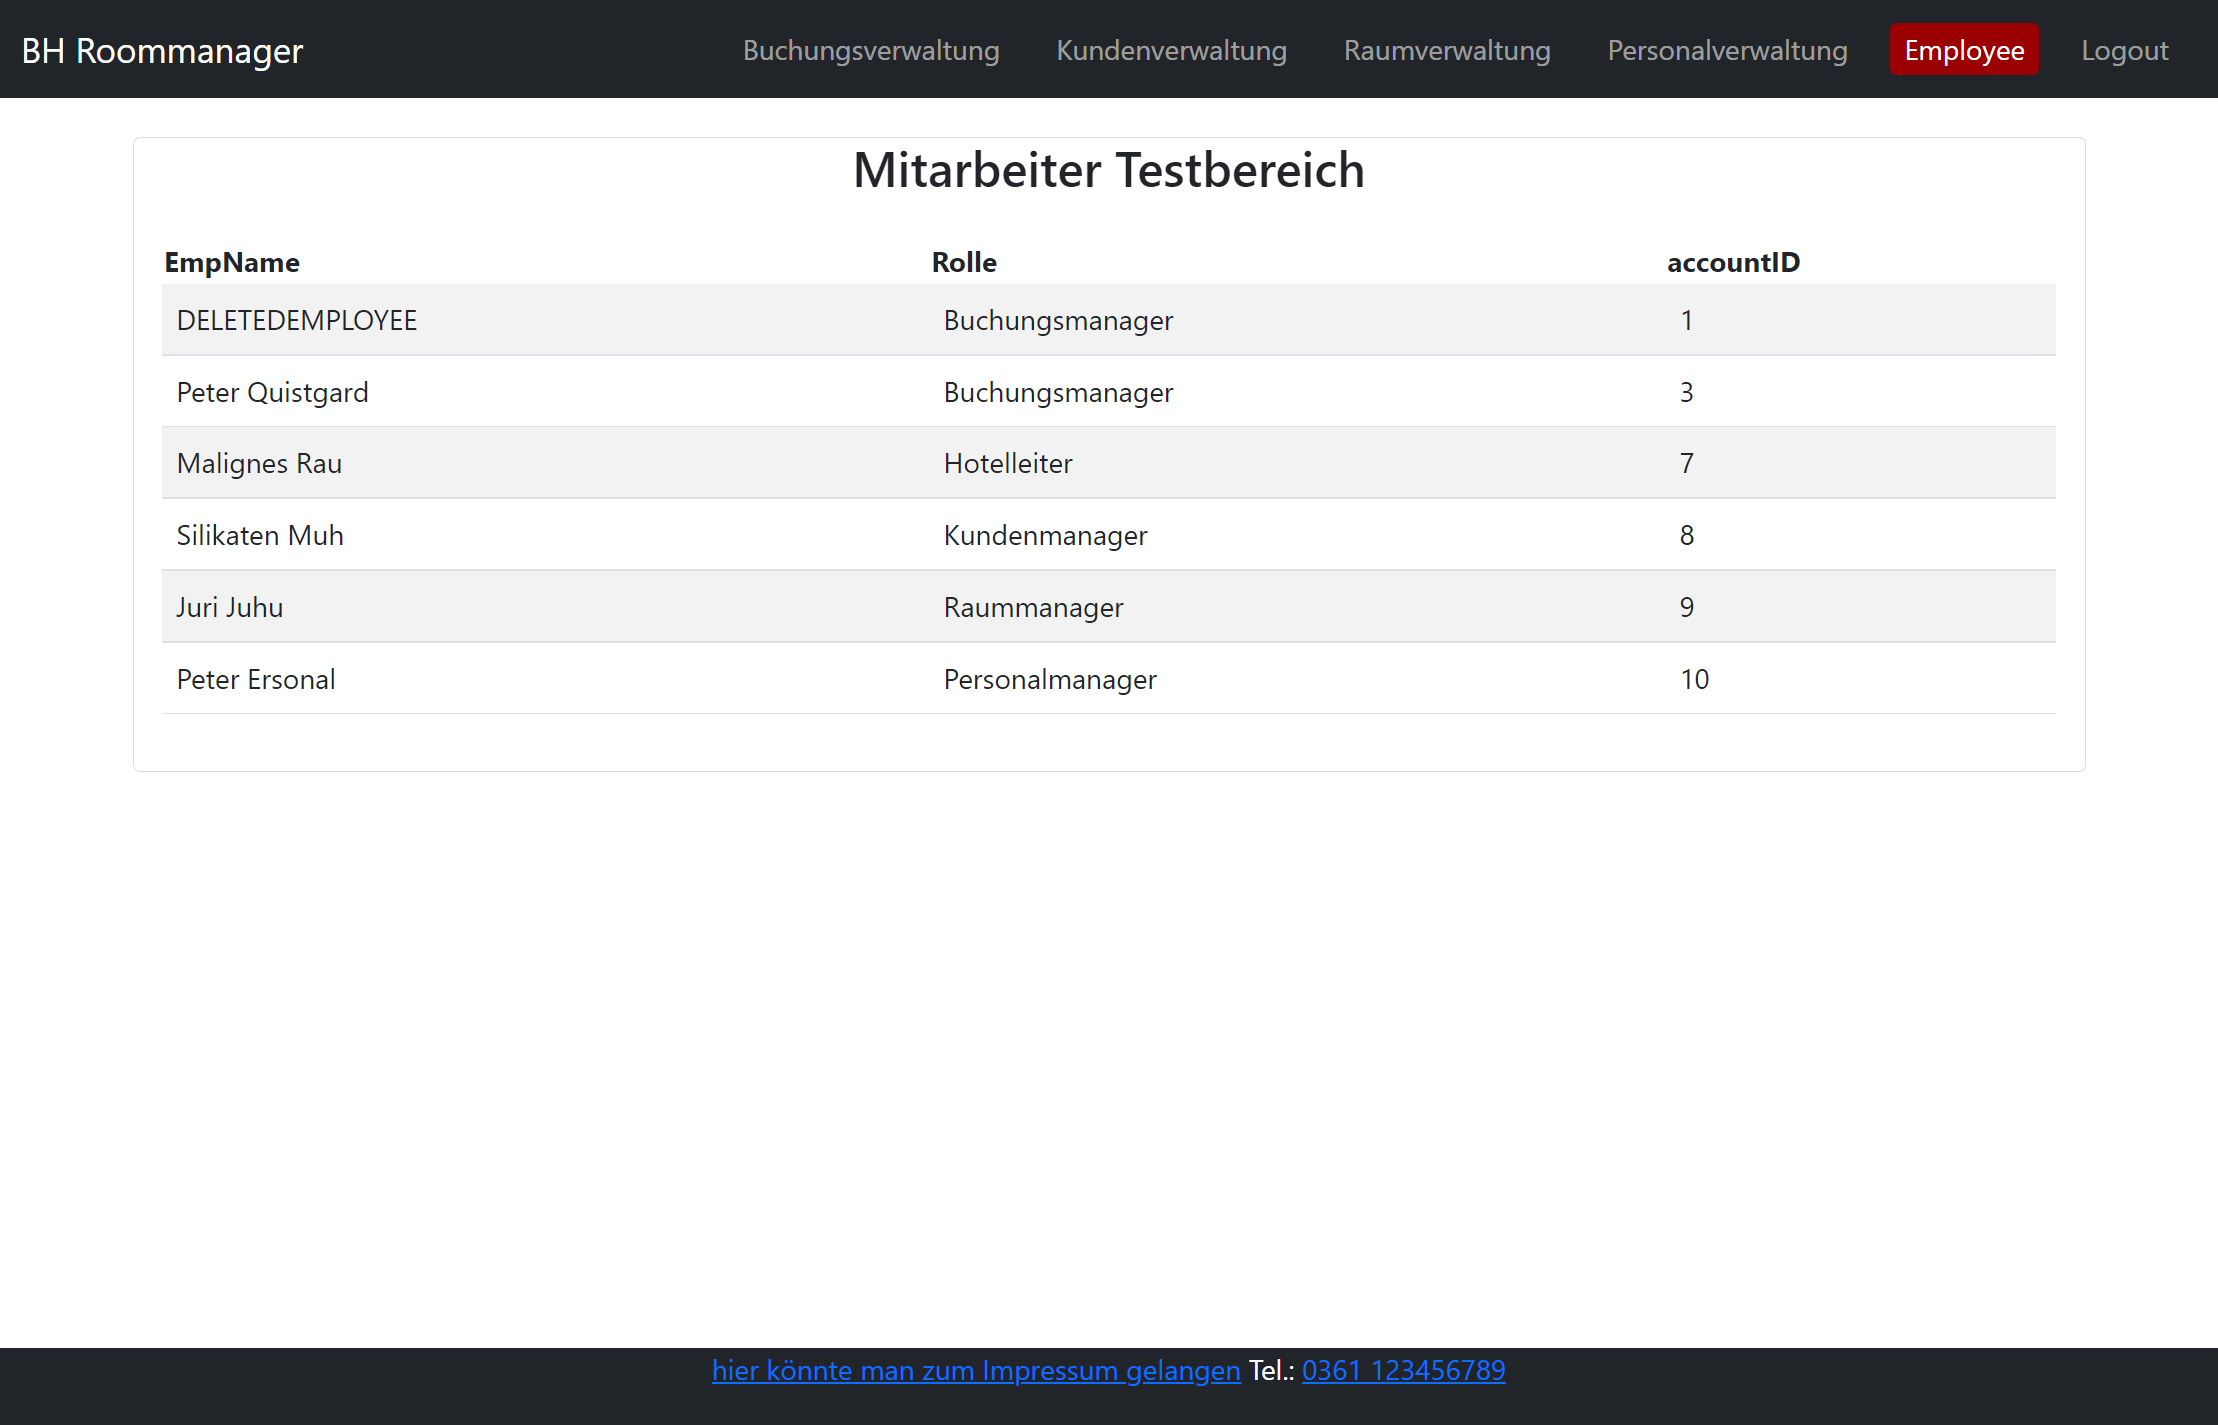 BH Roommanager Buchungsverwaltung Kundenverwaltung Raumverwaltung Personalverwaltung Employee Logout
Mitarbeiter Testbereich
EmpName Rolle accountID
DELETEDEMPLOYEE Buchungsmanager 1
Peter Quistgard Buchungsmanager 3
Malignes Rau Hotelleiter 7
Silikaten Muh Kundenmanager 8
Juri Juhu Raummanager 9
Peter Ersonal Personalmanager 10
hier könnte man zum Impressum gelangen Tel.: 0361 123456789